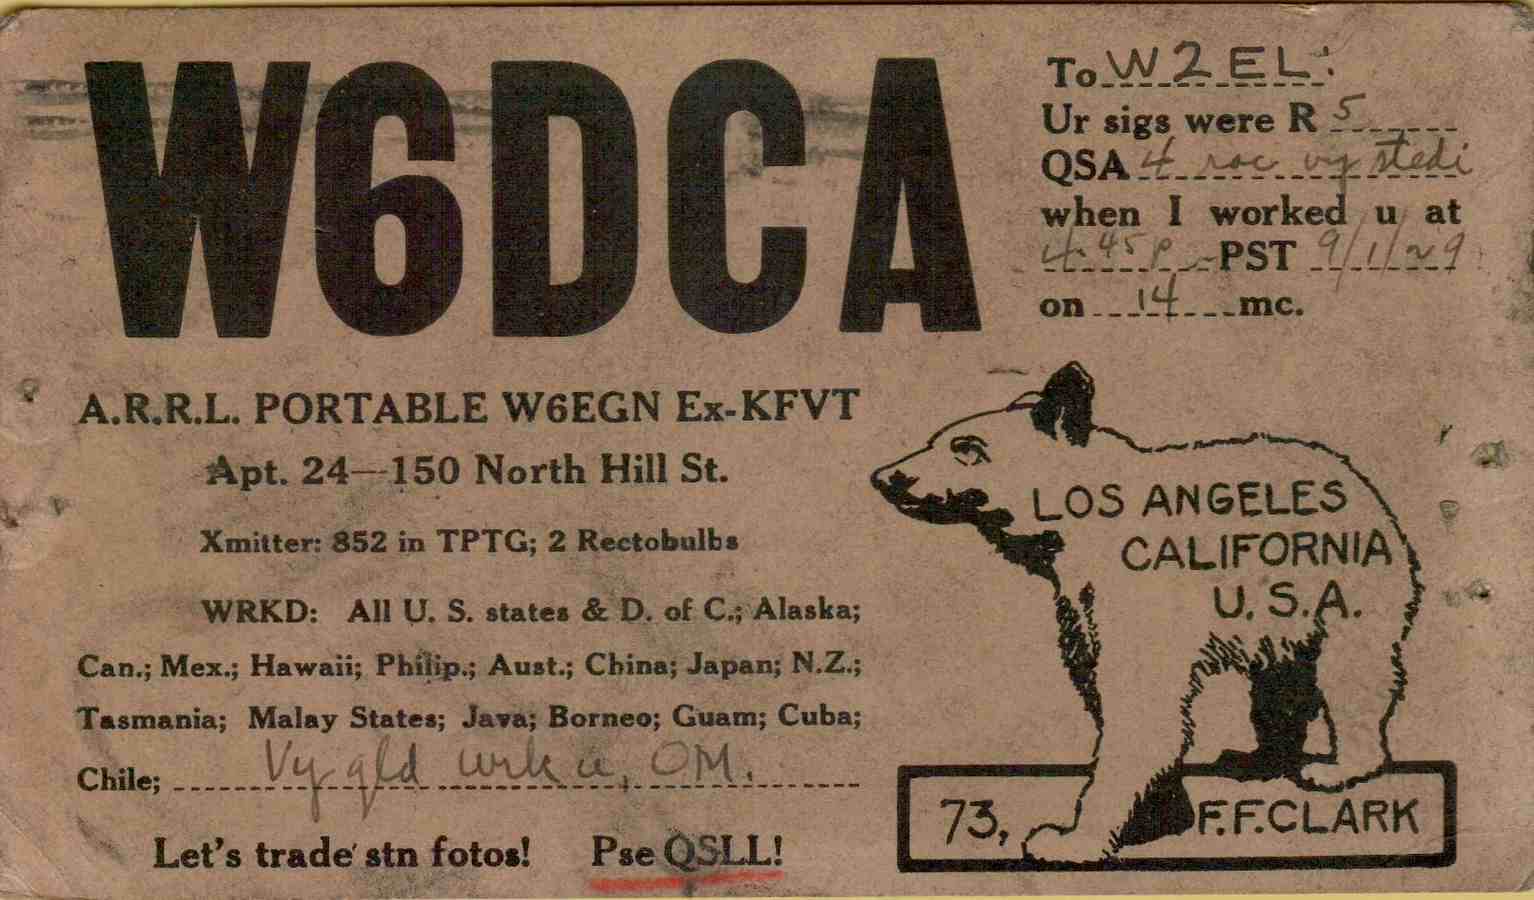 W6DCA
To W2EL:
Ur sigs were R 5
QSA 4 rac vy stedi
when I worked u at
4:45 p PST 9/1/29
on 14 mc.
A.R.R.L. PORTABLE W6EGN Ex-KFVT
Apt. 24—150 North Hill St.
Xmitter: 852 in TPTG; 2 Rectobulbs
WRKD: All U. S. states & D. of C.; Alaska;
Can.; Mex.; Hawaii; Philip.; Aust.; China; Japan; N.Z.;
Tasmania; Malay States; Java; Borneo; Guam; Cuba;
Chile; Vy gld wrk u, OM.
Let's trade stn fotos! Pse QSLL!
LOS ANGELES
CALIFORNIA
U.S.A.
73, F.F.CLARK